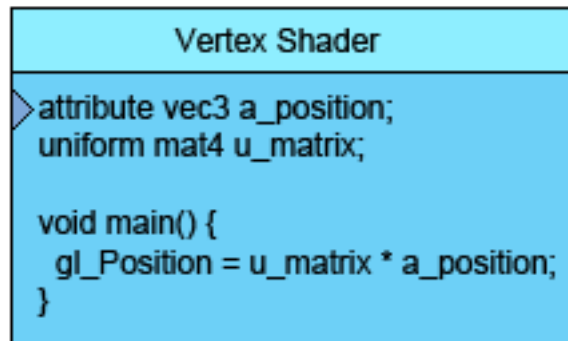 Vertex Shader
attribute vec3 a_position;
uniform mat4 u_matrix;
void main() {
gl_Position = u_matrix * a_position;
}